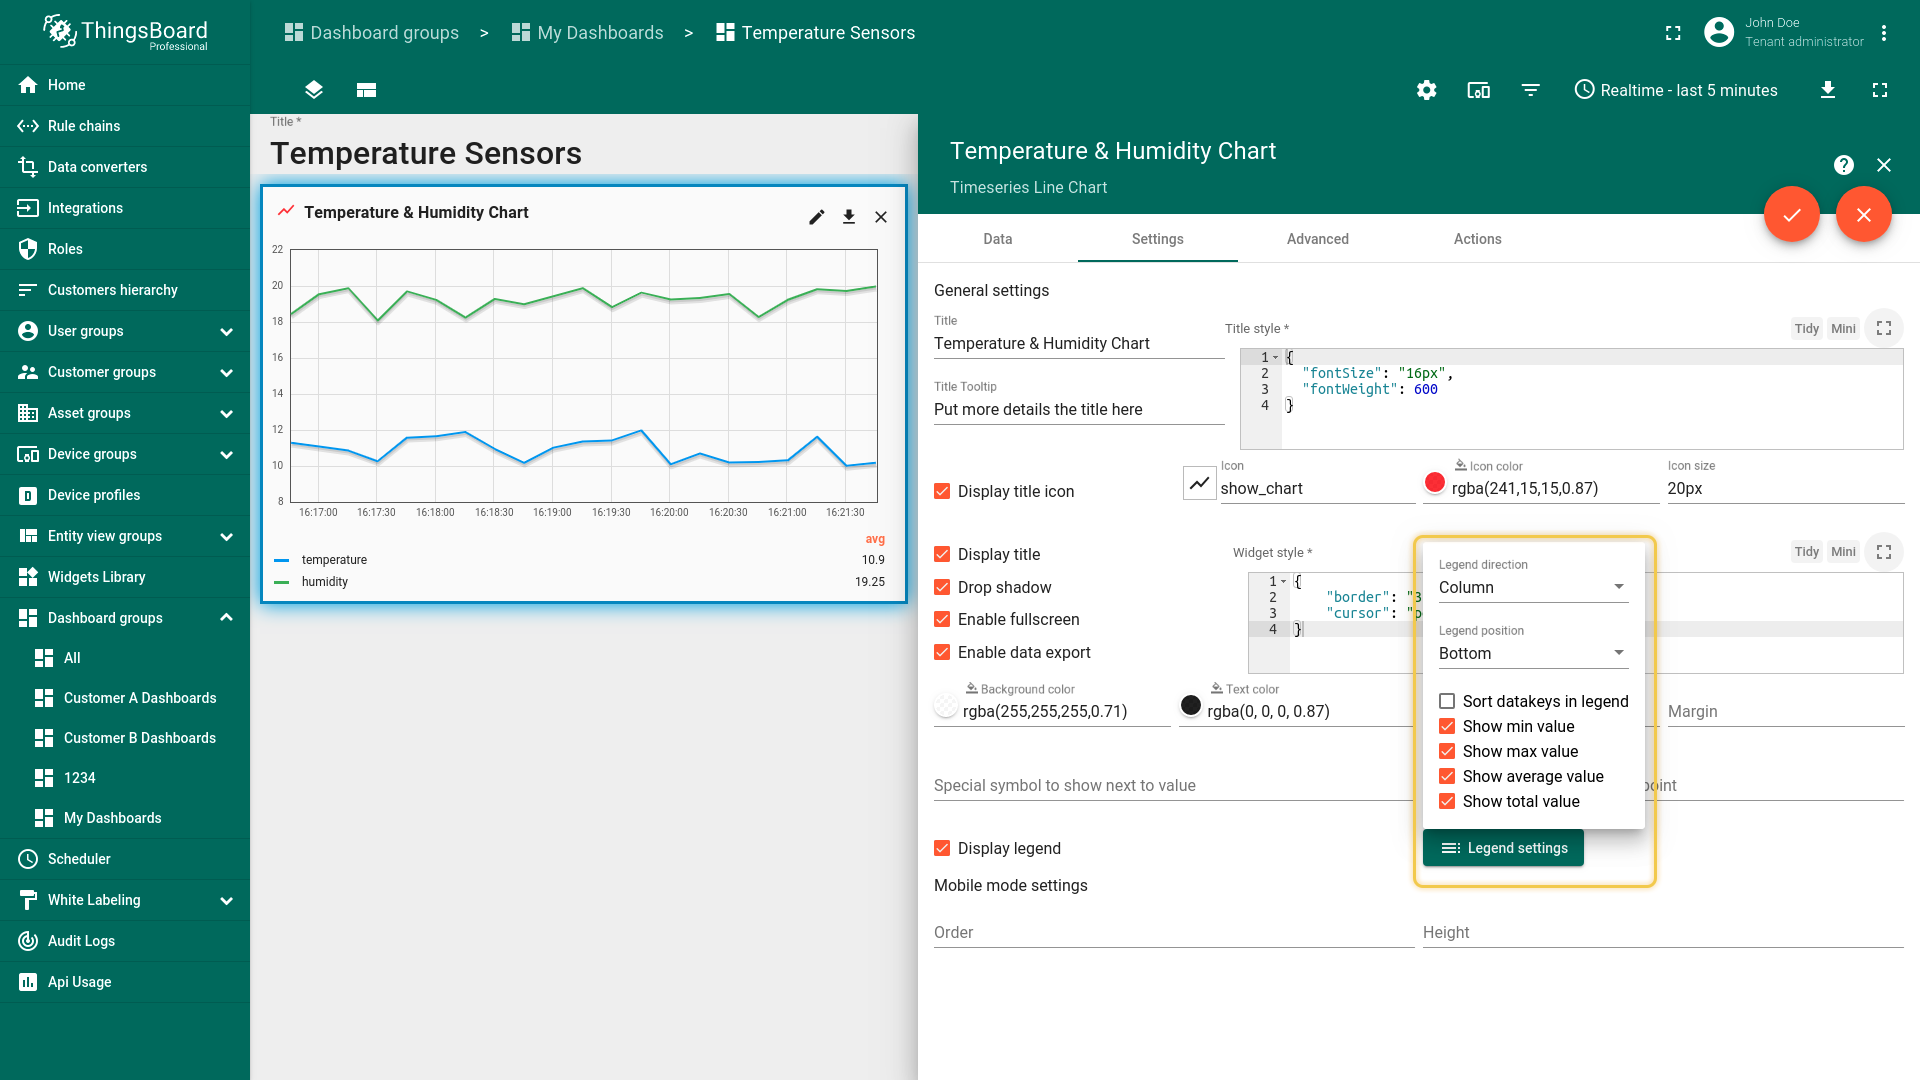 ThingsBoard
Professional
Home
Rule chains
Data converters
Integrations
Roles
Customers hierarchy
User groups
Customer groups
Asset groups
Device groups
Device profiles
Entity view groups
Widgets Library
Dashboard groups
All
Customer A Dashboards
Customer B Dashboards
1234
My Dashboards
Scheduler
White Labeling
Audit Logs
Api Usage
Dashboard groups > My Dashboards > Temperature Sensors
John Doe
Tenant administrator
Realtime - last 5 minutes
Title *
Temperature Sensors
Temperature & Humidity Chart
22
20
18
16
14
12
10
8
16:17:00 16:17:30 16:18:00 16:18:30 16:19:00 16:19:30 16:20:00 16:20:30 16:21:00 16:21:30
avg
temperature 10.9
humidity 19.25
Temperature & Humidity Chart
Timeseries Line Chart
Data Settings Advanced Actions
General settings
Title
Temperature & Humidity Chart
Title Tooltip
Put more details the title here
Title style *
Tidy Mini
1 {
2 "fontSize": "16px",
3 "fontWeight": 600
4 }
Display title icon
Icon
show_chart
Icon color
rgba(241,15,15,0.87)
Icon size
20px
Display title
Drop shadow
Enable fullscreen
Enable data export
Widget style *
Tidy Mini
1 {
2 "border": "3
3 "cursor": "p
4 }
Background color
rgba(255,255,255,0.71)
Text color
rgba(0, 0, 0, 0.87)
Margin
Special symbol to show next to value
point
Legend direction
Column
Legend position
Bottom
Sort datakeys in legend
Show min value
Show max value
Show average value
Show total value
Display legend
Legend settings
Mobile mode settings
Order
Height